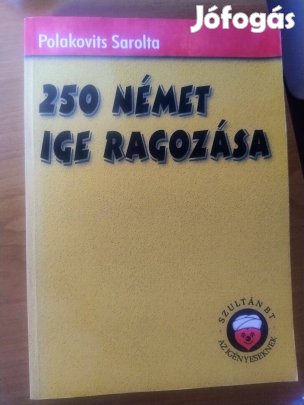 Jófogás
Polakovits Sarolta
250 NÉMET
IGE RAGOZÁSA
SZULTÁN BT
AZ IGÉNYESEKNEK